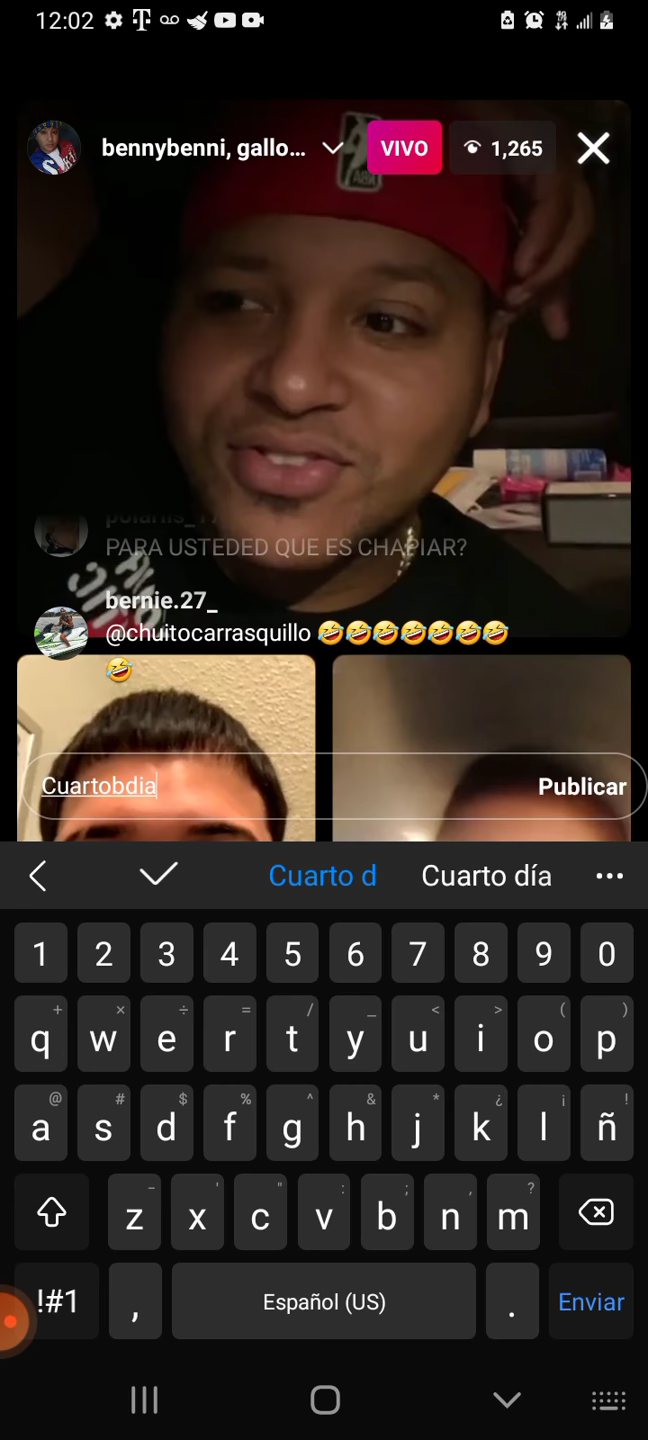 12:02
bennybenni, gallo... VIVO 1,265
PARA USTEDED QUE ES CHAPIAR?
bernie.27_
@chuitocarrasquillo 🤣🤣🤣🤣🤣🤣🤣
🤣
Cuartobdia Publicar
Cuarto d Cuarto día
1 2 3 4 5 6 7 8 9 0
+ × ÷ = / _ < > ( )
q w e r t y u i o p
@ # $ % ^ & * ¿ ¡ !
a s d f g h j k l ñ
- ' " : ; , ?
z x c v b n m
!#1 , Español (US) . Enviar